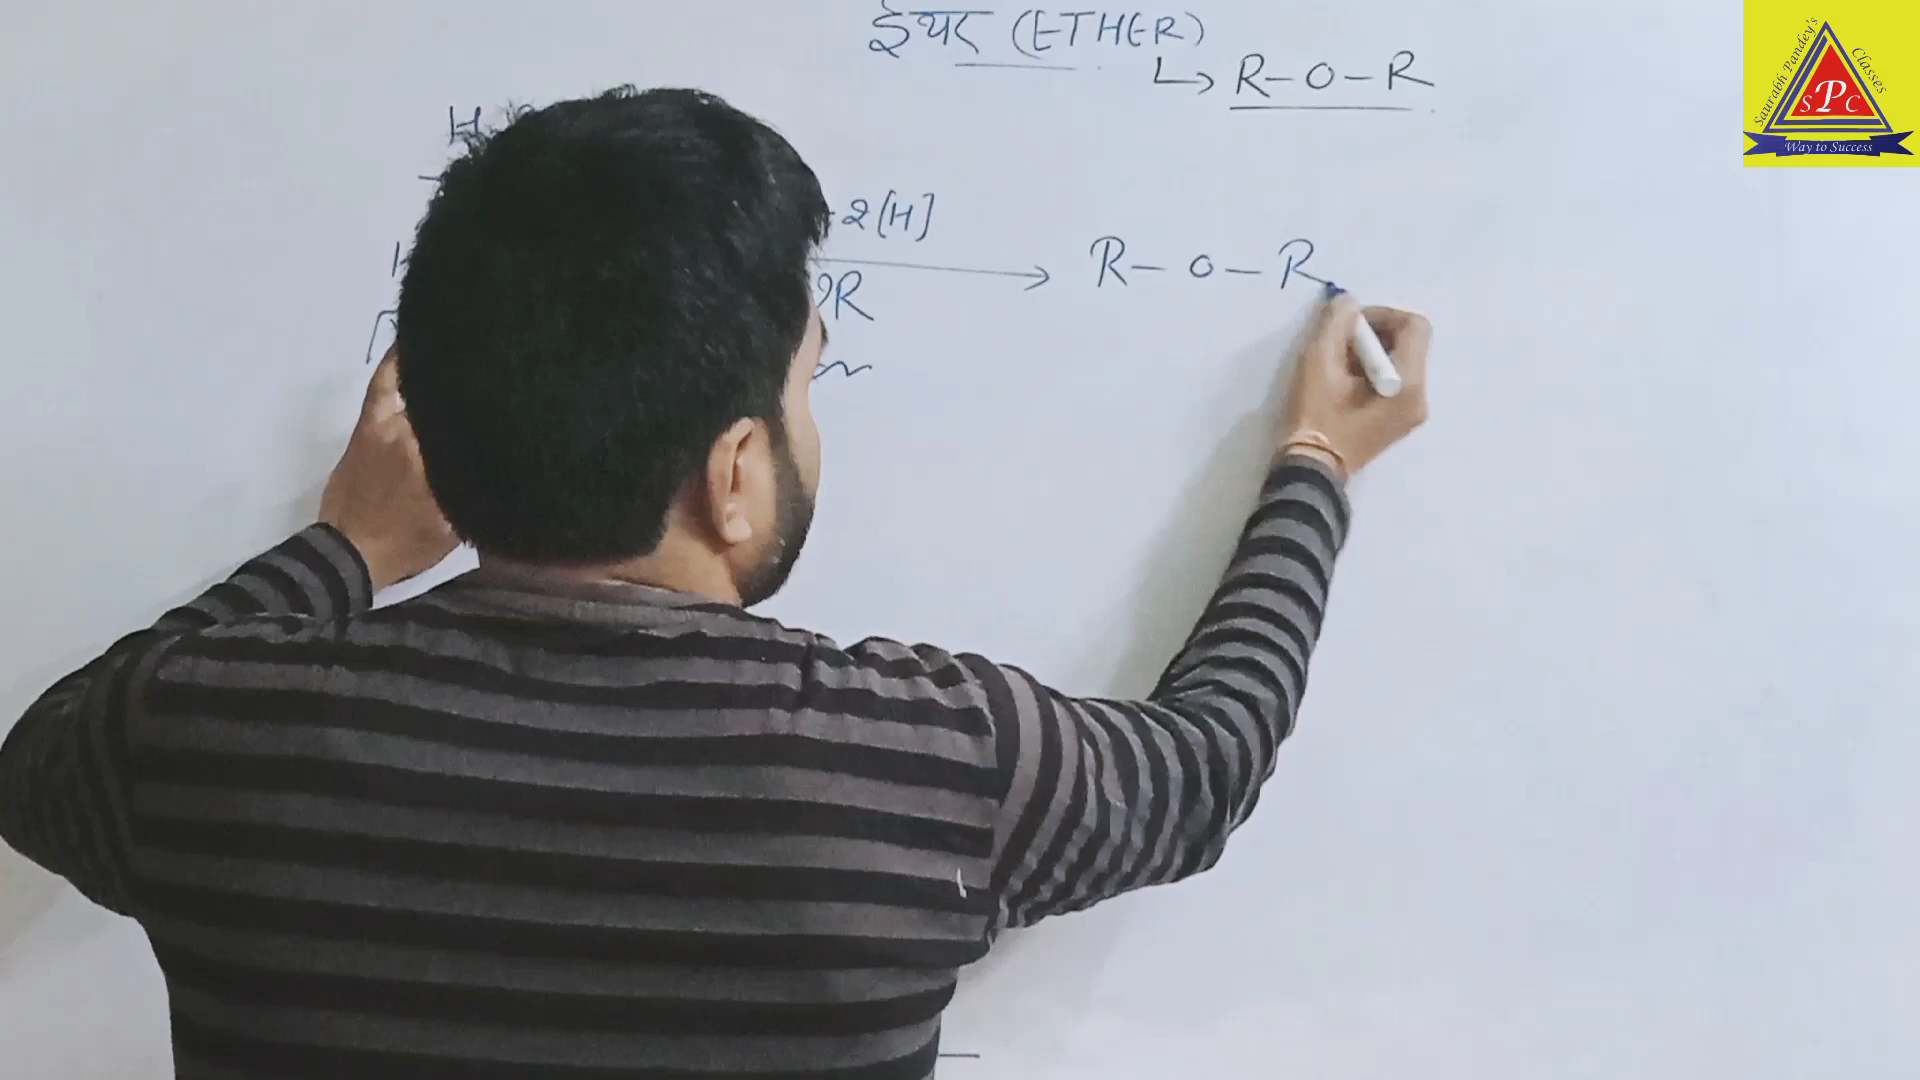 ईथर (ETHER)
↳ R-O-R
H
-2[H]
R-O-R
Saurabh Pandey's Classes
SPC
Way to Success